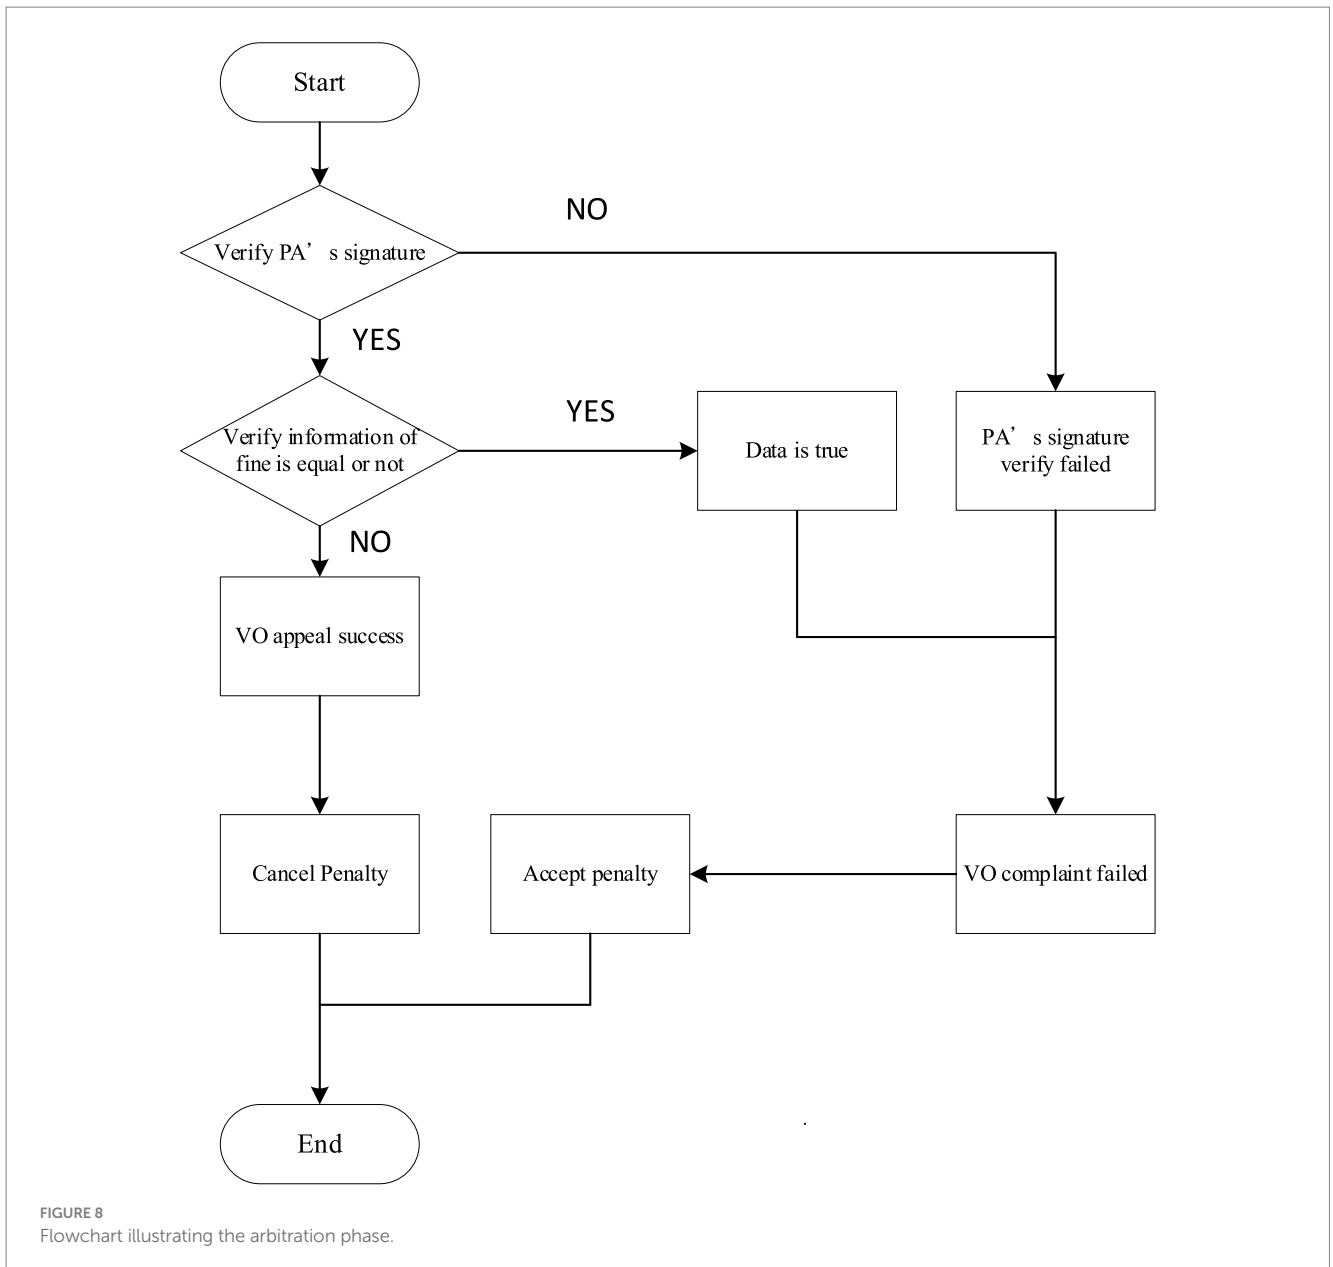 Start
NO
Verify PA’ s signature
YES
YES
Verify information of
fine is equal or not
Data is true
PA’ s signature
verify failed
NO
VO appeal success
Cancel Penalty
Accept penalty
VO complaint failed
End
.
FIGURE 8
Flowchart illustrating the arbitration phase.